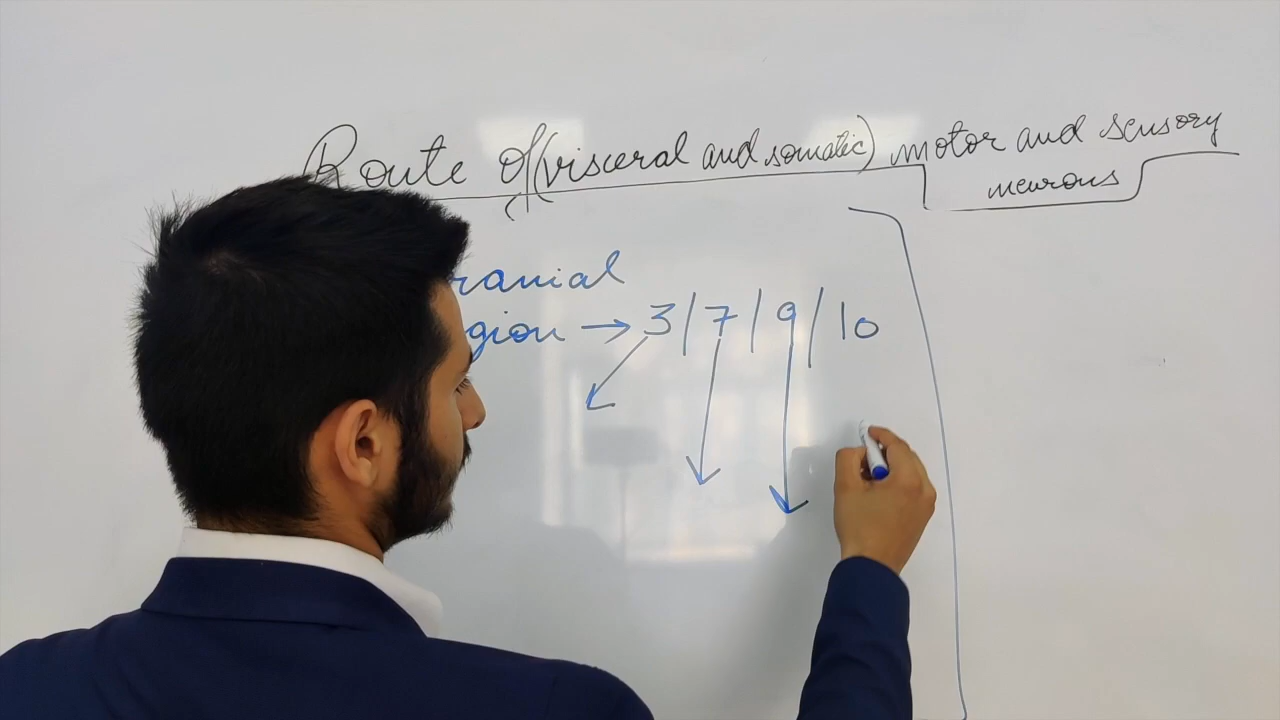 Route of (visceral and somatic) motor and sensory
neurons
ranial
gion → 3/7/9/10